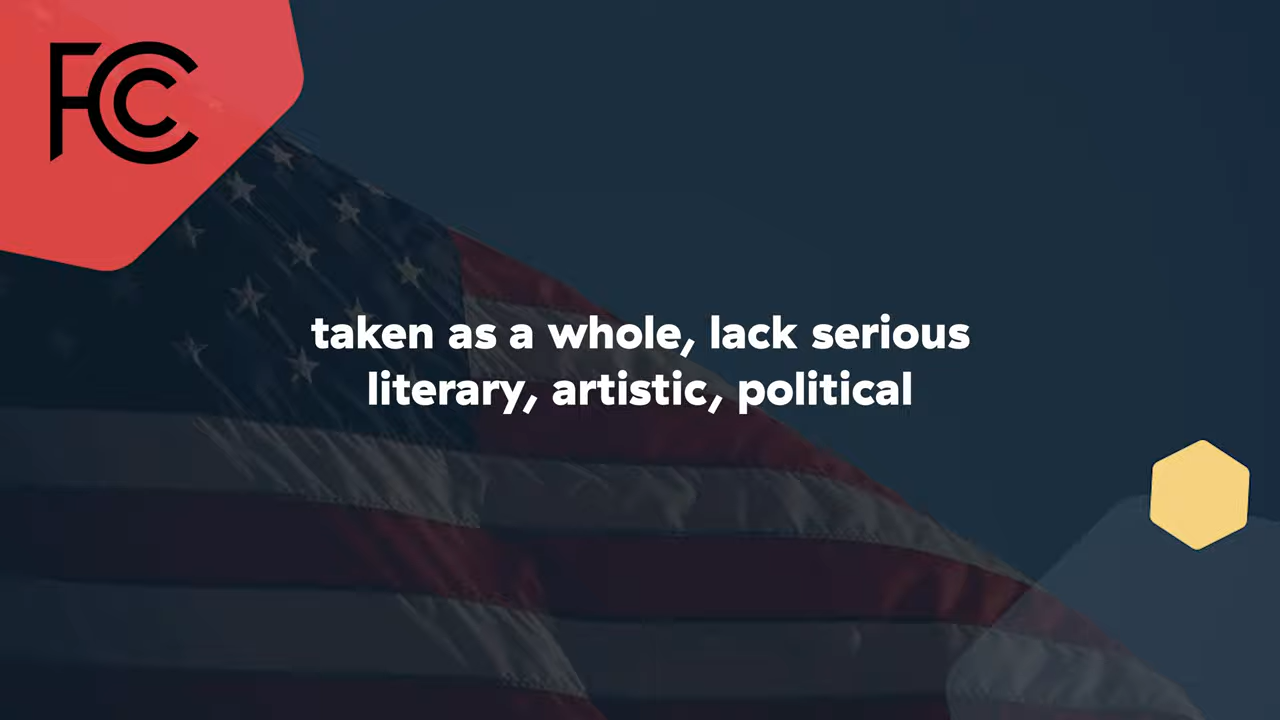 FCC
taken as a whole, lack serious
literary, artistic, political